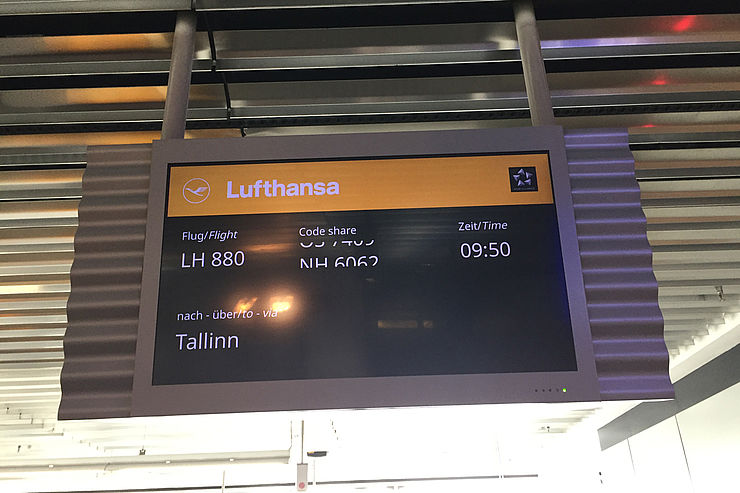 Lufthansa
Flug/Flight
Code share
Zeit/Time
LH 880
NH 6062
09:50
nach - über/to - via
Tallinn